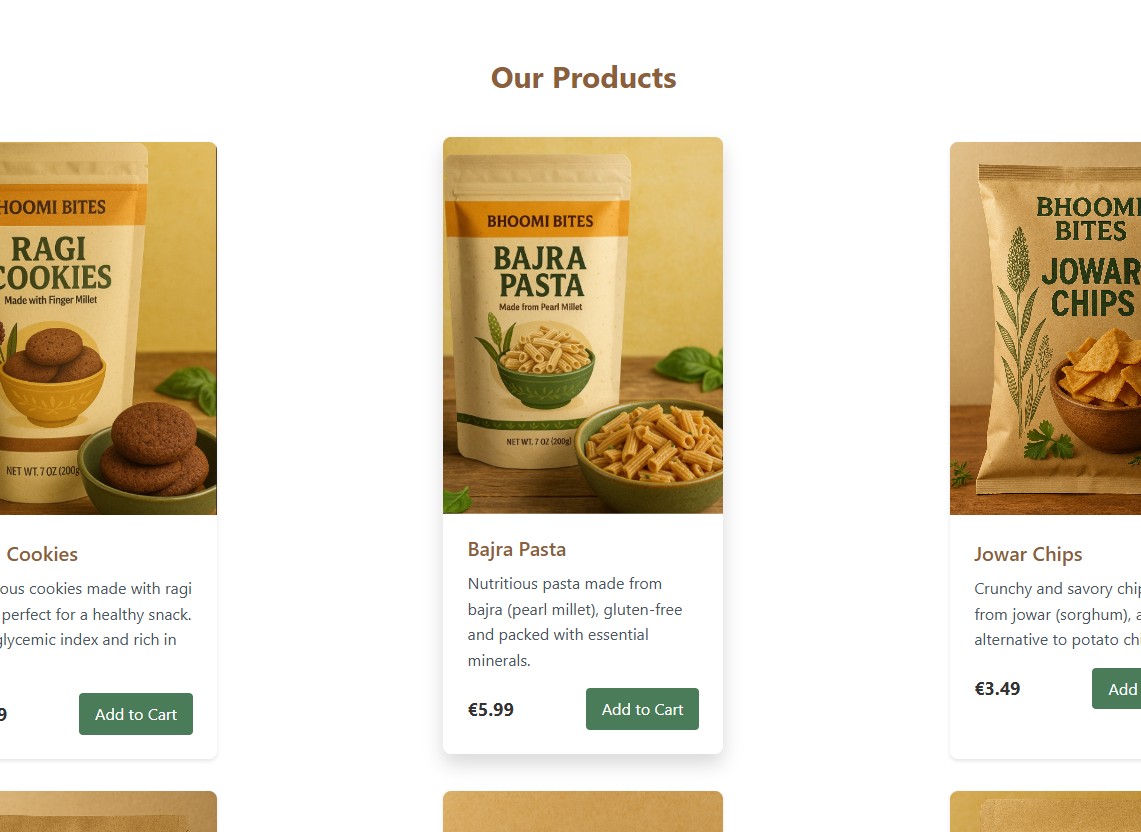 Our Products
HOOMI BITES
RAGI
COOKIES
Made with Finger Millet
NET WT. 7 OZ (200g
Cookies
ous cookies made with ragi
perfect for a healthy snack.
glycemic index and rich in
9
Add to Cart
BHOOMI BITES
BAJRA
PASTA
Made from Pearl Millet
NET WT. 7 OZ (200g)
Bajra Pasta
Nutritious pasta made from
bajra (pearl millet), gluten-free
and packed with essential
minerals.
€5.99
Add to Cart
BHOOMI
BITES
JOWAR
CHIPS
Jowar Chips
Crunchy and savory chip
from jowar (sorghum), a
alternative to potato ch
€3.49
Add